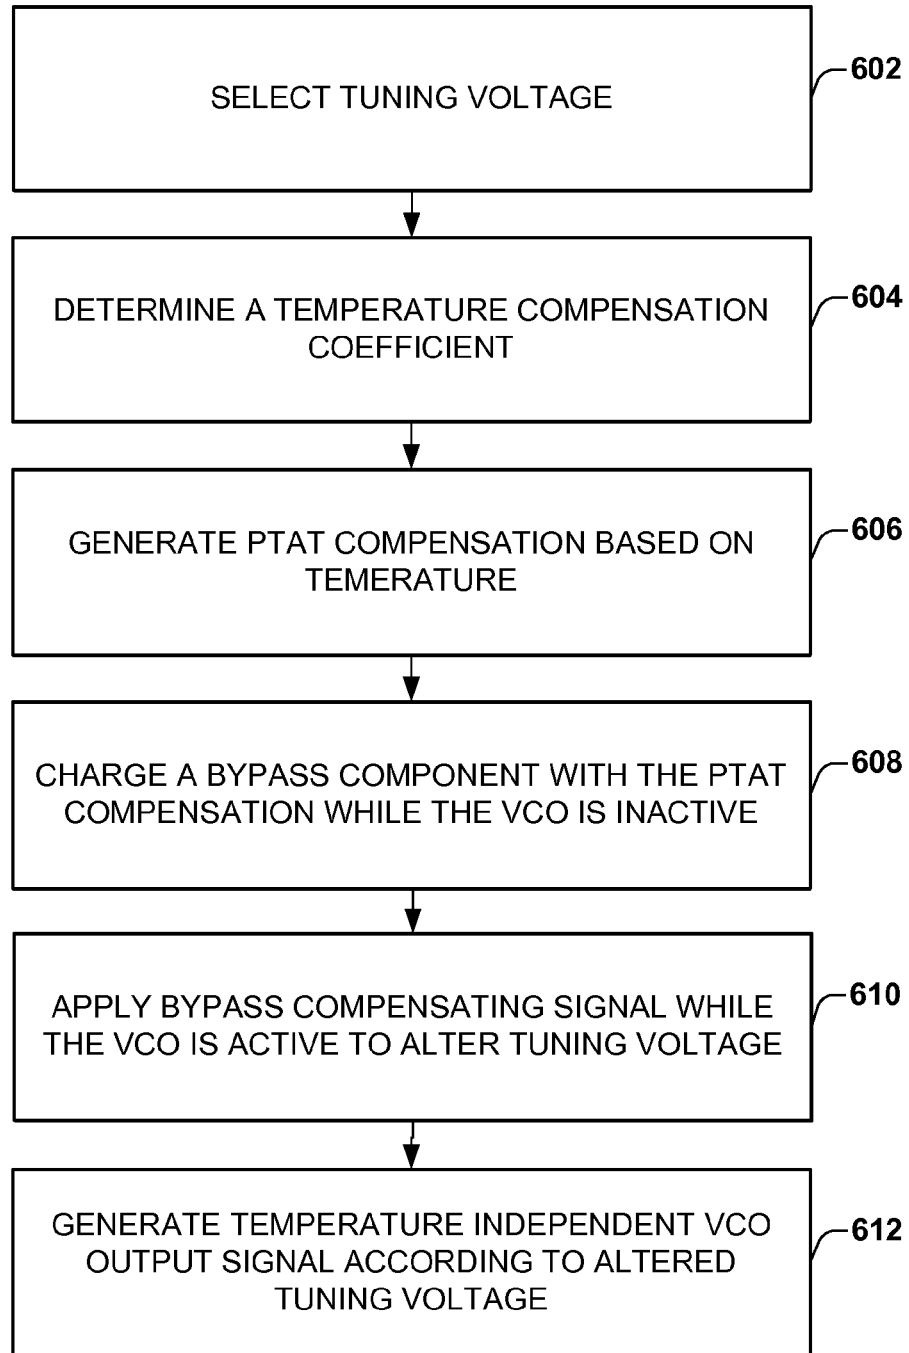 SELECT TUNING VOLTAGE
602
DETERMINE A TEMPERATURE COMPENSATION
COEFFICIENT
604
GENERATE PTAT COMPENSATION BASED ON
TEMERATURE
606
CHARGE A BYPASS COMPONENT WITH THE PTAT
COMPENSATION WHILE THE VCO IS INACTIVE
608
APPLY BYPASS COMPENSATING SIGNAL WHILE
THE VCO IS ACTIVE TO ALTER TUNING VOLTAGE
610
GENERATE TEMPERATURE INDEPENDENT VCO
OUTPUT SIGNAL ACCORDING TO ALTERED
TUNING VOLTAGE
612